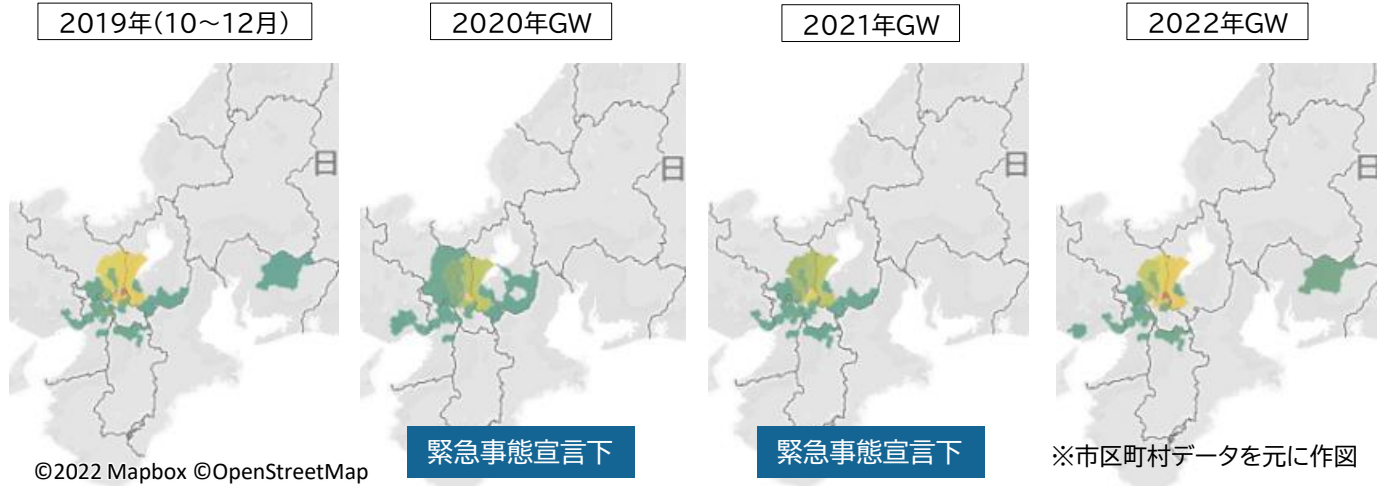 2019年(10～12月)
2020年GW
2021年GW
2022年GW
日
日
日
日
緊急事態宣言下
緊急事態宣言下
※市区町村データを元に作図
©2022 Mapbox ©OpenStreetMap